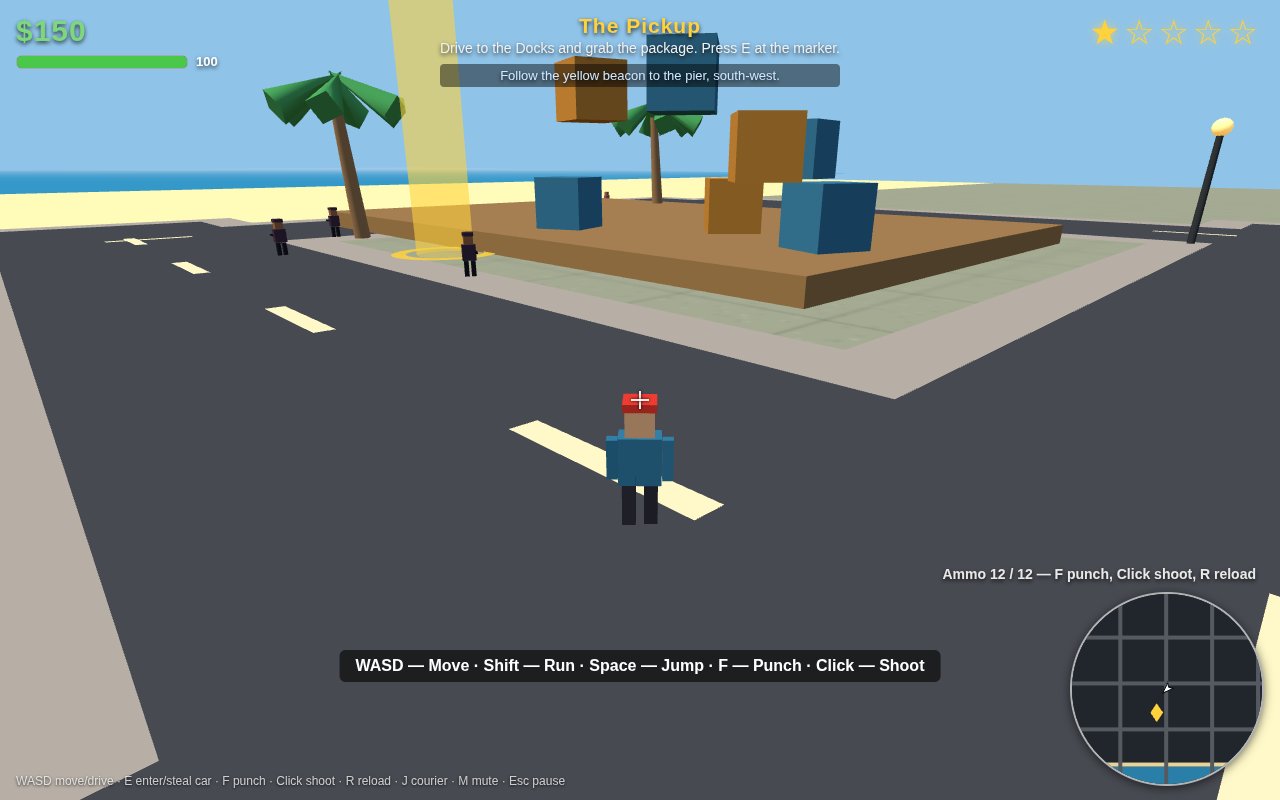 $150
100
The Pickup
Drive to the Docks and grab the package. Press E at the marker.
Follow the yellow beacon to the pier, south-west.
Ammo 12 / 12 — F punch, Click shoot, R reload
WASD — Move · Shift — Run · Space — Jump · F — Punch · Click — Shoot
WASD move/drive · E enter/steal car · F punch · Click shoot · R reload · J courier · M mute · Esc pause